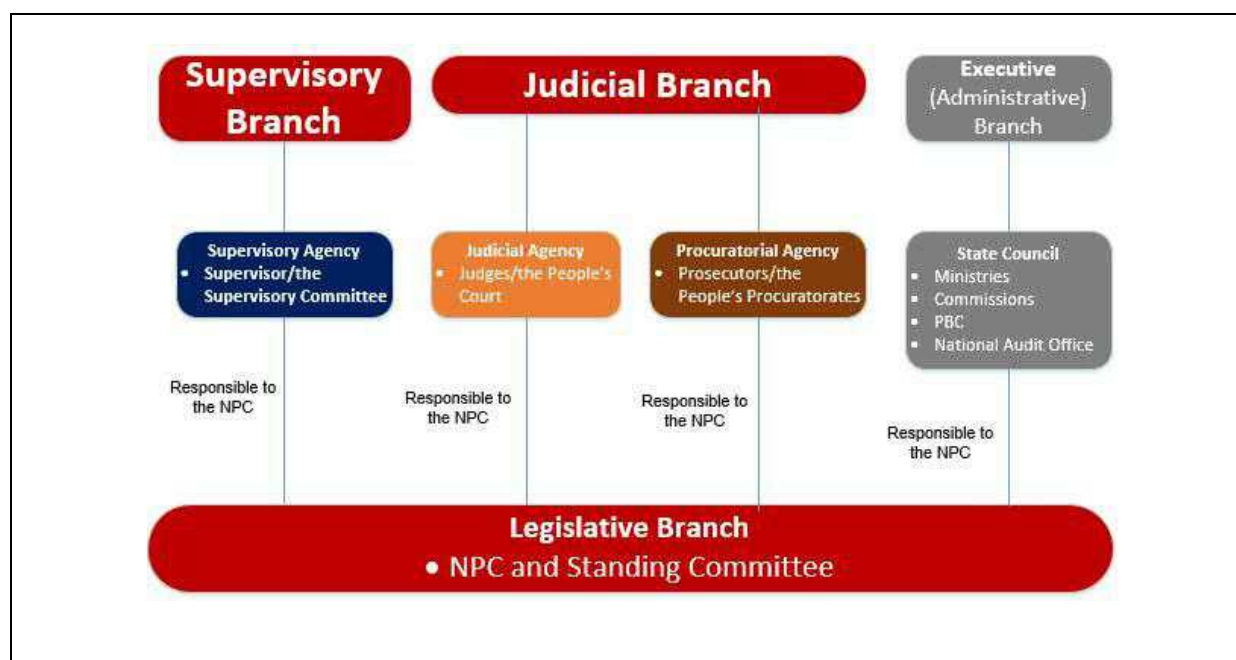 Supervisory
Branch
Judicial Branch
Executive
(Administrative)
Branch
Supervisory Agency
• Supervisor/the
Supervisory Committee
Judicial Agency
• Judges/the People's
Court
Procuratorial Agency
• Prosecutors/the
People's Procuratorates
State Council
• Ministries
• Commissions
• PBC
• National Audit Office
Responsible to
the NPC
Responsible to
the NPC
Responsible to
the NPC
Responsible to
the NPC
Legislative Branch
• NPC and Standing Committee